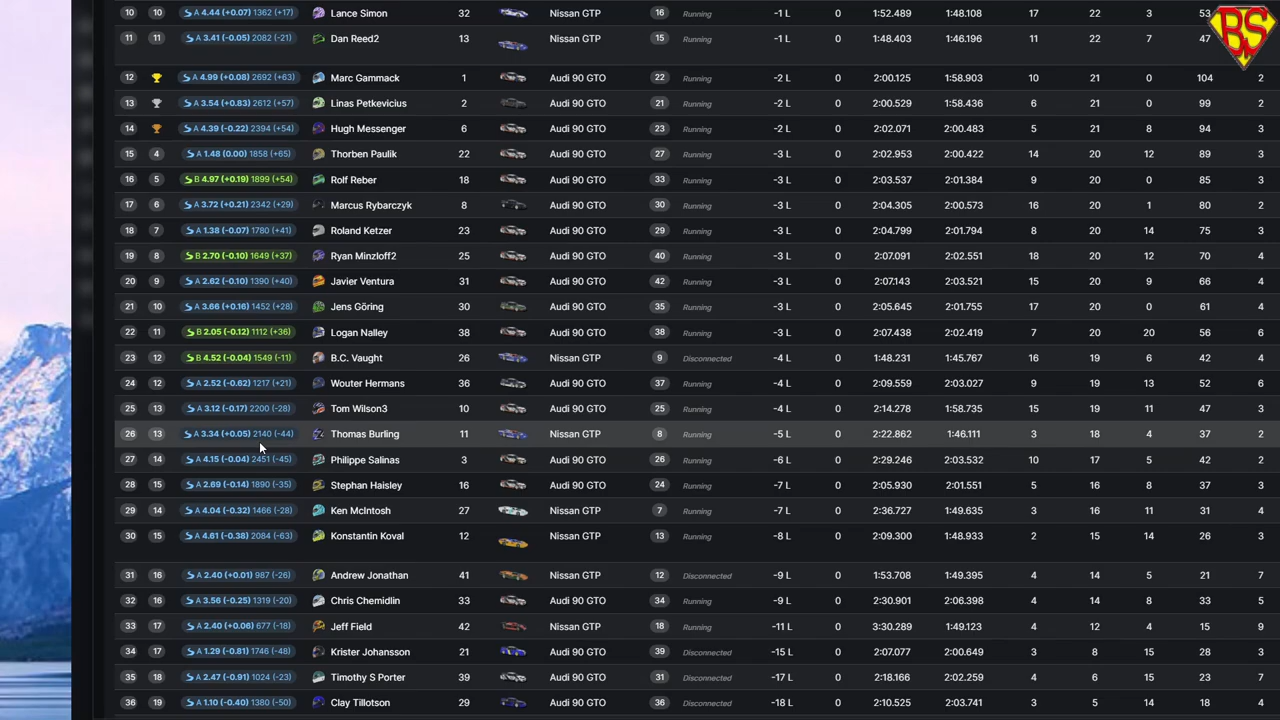 10 10 A 4.44 (+0.07) 1362 (+17) Lance Simon 32 Nissan GTP 16 Running -1 L 0 1:52.489 1:48.108 17 22 3 53
11 11 A 3.41 (-0.05) 2082 (-21) Dan Reed2 13 Nissan GTP 15 Running -1 L 0 1:48.403 1:46.196 11 22 7 47
12 A 4.99 (+0.08) 2692 (+63) Marc Gammack 1 Audi 90 GTO 22 Running -2 L 0 2:00.125 1:58.903 10 21 0 104 2
13 A 3.54 (+0.83) 2612 (+57) Linas Petkevicius 2 Audi 90 GTO 21 Running -2 L 0 2:00.529 1:58.436 6 21 0 99 2
14 A 4.39 (-0.22) 2394 (+54) Hugh Messenger 6 Audi 90 GTO 23 Running -2 L 0 2:02.071 2:00.483 5 21 8 94 3
15 4 A 1.48 (0.00) 1858 (+65) Thorben Paulik 22 Audi 90 GTO 27 Running -3 L 0 2:02.953 2:00.422 14 20 12 89 3
16 5 B 4.97 (+0.19) 1899 (+54) Rolf Reber 18 Audi 90 GTO 33 Running -3 L 0 2:03.537 2:01.384 9 20 0 85 3
17 6 A 3.72 (+0.21) 2342 (+29) Marcus Rybarczyk 8 Audi 90 GTO 30 Running -3 L 0 2:04.305 2:00.573 16 20 1 80 2
18 7 A 1.38 (-0.07) 1780 (+41) Roland Ketzer 23 Audi 90 GTO 29 Running -3 L 0 2:04.799 2:01.794 8 20 14 75 3
19 8 B 2.70 (-0.10) 1649 (+37) Ryan Minzloff2 25 Audi 90 GTO 40 Running -3 L 0 2:07.091 2:02.551 18 20 12 70 4
20 9 A 2.62 (-0.10) 1390 (+40) Javier Ventura 31 Audi 90 GTO 42 Running -3 L 0 2:07.143 2:03.521 15 20 9 66 4
21 10 A 3.66 (+0.16) 1452 (+28) Jens Göring 30 Audi 90 GTO 35 Running -3 L 0 2:05.645 2:01.755 17 20 0 61 4
22 11 B 2.05 (-0.12) 1112 (+36) Logan Nalley 38 Audi 90 GTO 38 Running -3 L 0 2:07.438 2:02.419 7 20 20 56 6
23 12 B 4.52 (-0.04) 1549 (-11) B.C. Vaught 26 Nissan GTP 9 Disconnected -4 L 0 1:48.231 1:45.767 16 19 19 42 4
24 12 A 2.52 (-0.62) 1217 (+21) Wouter Hermans 36 Audi 90 GTO 37 Running -4 L 0 2:09.559 2:03.027 9 19 13 52 6
25 13 A 3.12 (-0.17) 2200 (-28) Tom Wilson3 10 Audi 90 GTO 25 Running -4 L 0 2:14.278 1:58.735 15 19 11 47 3
26 13 A 3.34 (+0.05) 2140 (-44) Thomas Burling 11 Nissan GTP 8 Running -5 L 0 2:22.862 1:46.111 3 18 4 37 2
27 14 A 4.15 (-0.04) 2451 (-45) Philippe Salinas 3 Audi 90 GTO 26 Running -6 L 0 2:29.246 2:03.532 10 17 5 42 2
28 15 A 2.69 (-0.14) 1890 (-35) Stephan Haisley 16 Audi 90 GTO 24 Running -7 L 0 2:05.930 2:01.551 5 16 8 37 3
29 14 A 4.04 (-0.32) 1466 (-28) Ken McIntosh 27 Nissan GTP 7 Running -7 L 0 2:36.727 1:49.635 3 16 11 31 4
30 15 A 4.61 (-0.38) 2084 (-63) Konstantin Koval 12 Nissan GTP 13 Running -8 L 0 2:09.300 1:48.933 2 15 14 26 3
31 16 A 2.40 (+0.01) 987 (-26) Andrew Jonathan 41 Nissan GTP 12 Disconnected -9 L 0 1:53.708 1:49.395 4 14 5 21 7
32 16 A 3.56 (-0.25) 1319 (-20) Chris Chemidlin 33 Audi 90 GTO 34 Running -9 L 0 2:30.901 2:06.398 4 14 8 33 5
33 17 A 2.40 (+0.06) 677 (-18) Jeff Field 42 Nissan GTP 18 Running -11 L 0 3:30.289 1:49.123 4 12 4 15 9
34 17 A 1.29 (-0.81) 1746 (-48) Krister Johansson 21 Audi 90 GTO 39 Disconnected -15 L 0 2:07.077 2:00.649 3 8 15 28 3
35 18 A 2.47 (-0.91) 1024 (-23) Timothy S Porter 40 Audi 90 GTO 31 Disconnected -17 L 0 2:18.166 2:02.259 4 6 15 23 7
36 19 A 1.10 (-0.40) 1380 (-50) Clay Tillotson 29 Audi 90 GTO 36 Disconnected -18 L 0 2:10.525 2:03.741 3 5 14 18 4
BS